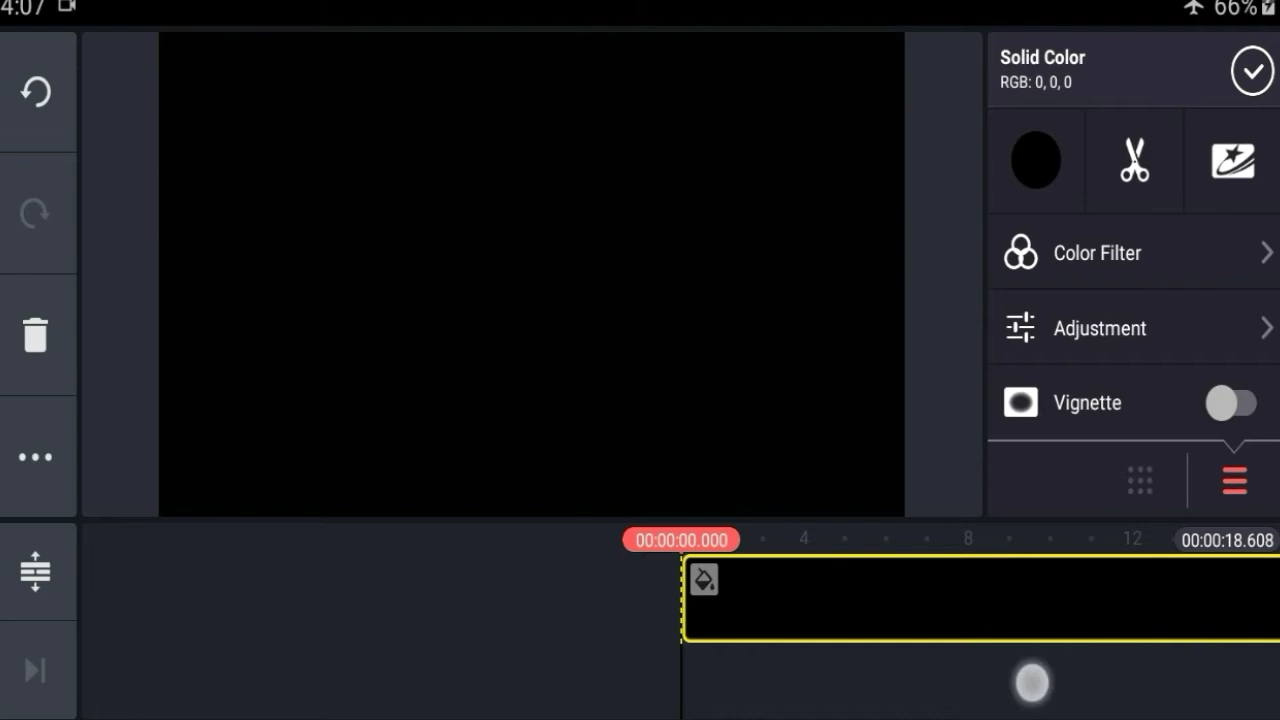 4:07
66%
Solid Color
RGB: 0, 0, 0
Color Filter
Adjustment
Vignette
00:00:00.000
4
8
12
00:00:18.608